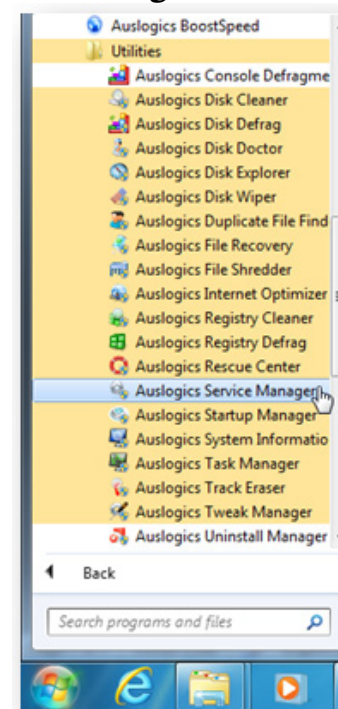 Auslogics BoostSpeed
Utilities
Auslogics Console Defragme
Auslogics Disk Cleaner
Auslogics Disk Defrag
Auslogics Disk Doctor
Auslogics Disk Explorer
Auslogics Disk Wiper
Auslogics Duplicate File Find
Auslogics File Recovery
Auslogics File Shredder
Auslogics Internet Optimizer
Auslogics Registry Cleaner
Auslogics Registry Defrag
Auslogics Rescue Center
Auslogics Service Manager
Auslogics Startup Manager
Auslogics System Informatio
Auslogics Task Manager
Auslogics Track Eraser
Auslogics Tweak Manager
Auslogics Uninstall Manager
Back
Search programs and files